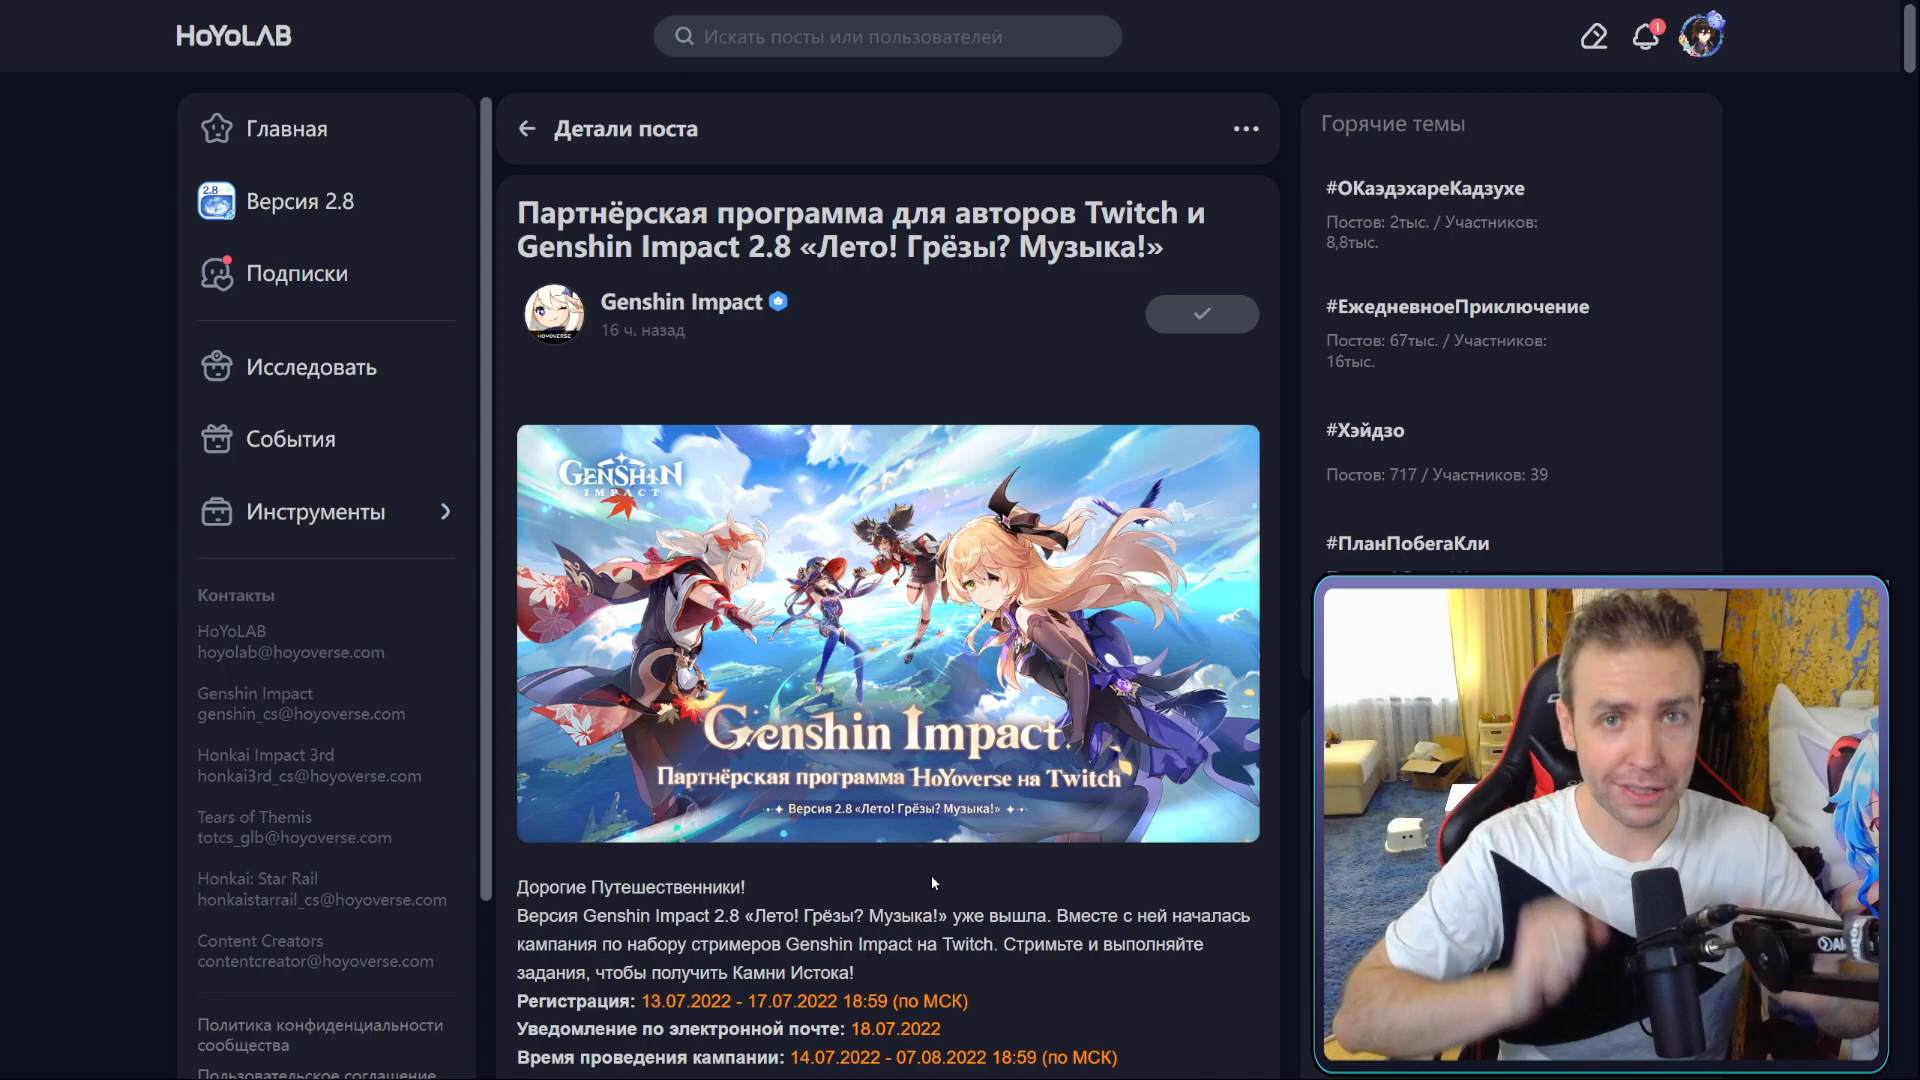 HoYoLAB
Искать посты или пользователей
1
Главная
2.8
Версия 2.8
Подписки
Исследовать
События
Инструменты
Контакты
HoYoLAB
hoyolab@hoyoverse.com
Genshin Impact
genshin_cs@hoyoverse.com
Honkai Impact 3rd
honkai3rd_cs@hoyoverse.com
Tears of Themis
totcs_glb@hoyoverse.com
Honkai: Star Rail
honkaistarrail_cs@hoyoverse.com
Content Creators
contentcreator@hoyoverse.com
Политика конфиденциальности
сообщества
Пользовательское соглашение
Детали поста
Партнёрская программа для авторов Twitch и
Genshin Impact 2.8 «Лето! Грёзы? Музыка!»
Genshin Impact
16 ч. назад
HOYOVERSE
GENSHIN
IMPACT
Genshin Impact
Партнёрская программа HoYoverse на Twitch
Версия 2.8 «Лето! Грёзы? Музыка!»
Дорогие Путешественники!
Версия Genshin Impact 2.8 «Лето! Грёзы? Музыка!» уже вышла. Вместе с ней началась
кампания по набору стримеров Genshin Impact на Twitch. Стримьте и выполняйте
задания, чтобы получить Камни Истока!
Регистрация: 13.07.2022 - 17.07.2022 18:59 (по МСК)
Уведомление по электронной почте: 18.07.2022
Время проведения кампании: 14.07.2022 - 07.08.2022 18:59 (по МСК)
Горячие темы
#ОКаэдэхареКадзухе
Постов: 2тыс. / Участников:
8,8тыс.
#ЕжедневноеПриключение
Постов: 67тыс. / Участников:
16тыс.
#Хэйдзо
Постов: 717 / Участников: 39
#ПланПобегаКли